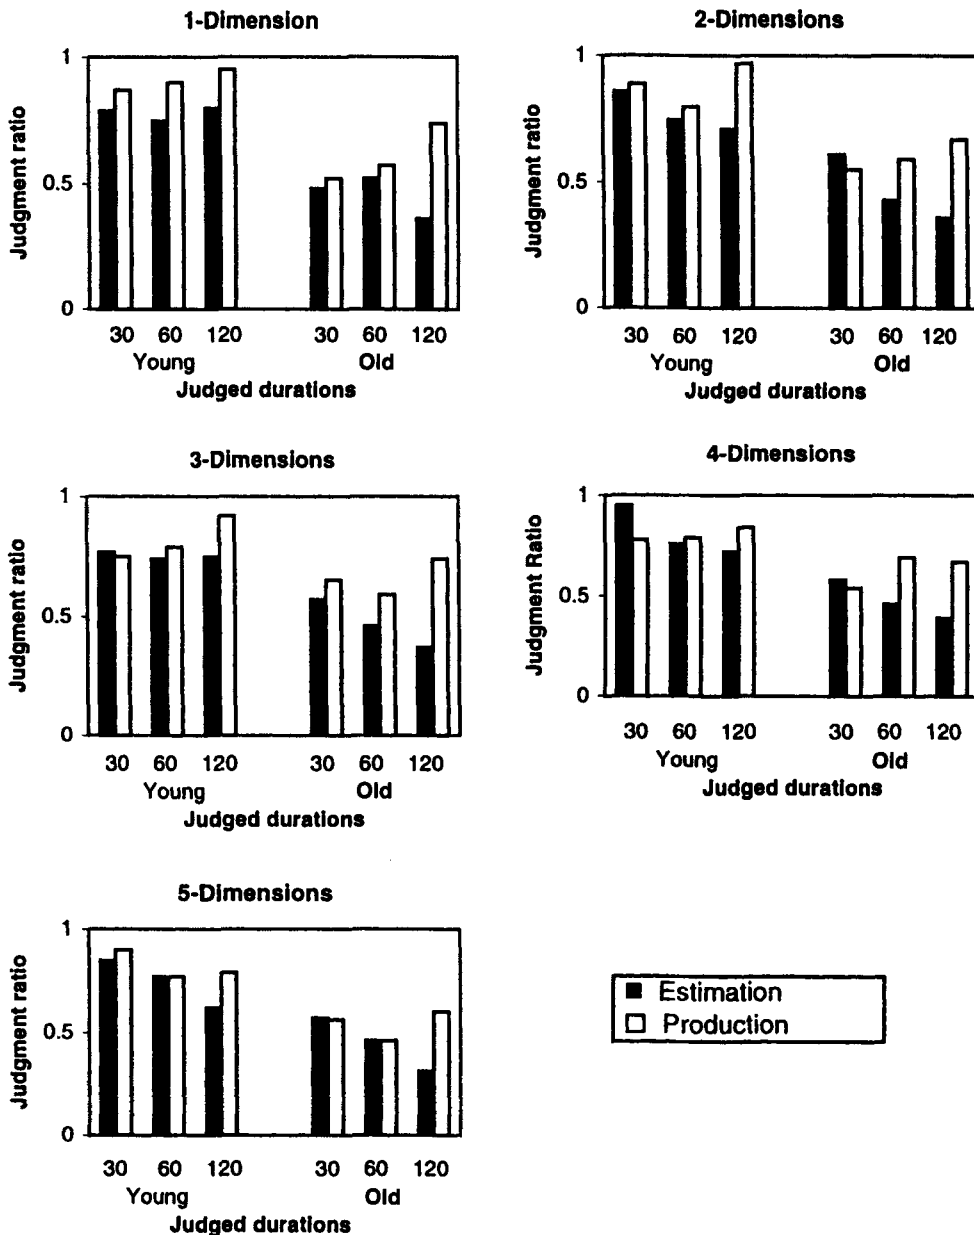 1-Dimension
Judgment ratio
1
0.5
0
30 60 120 30 60 120
Young Old
Judged durations
2-Dimensions
Judgment ratio
1
0.5
0
30 60 120 30 60 120
Young Old
Judged durations
3-Dimensions
Judgment ratio
1
0.5
0
30 60 120 30 60 120
Young Old
Judged durations
4-Dimensions
Judgment Ratio
1
0.5
0
30 60 120 30 60 120
Young Old
Judged durations
5-Dimensions
Judgment ratio
1
0.5
0
30 60 120 30 60 120
Young Old
Judged durations
Estimation
Production